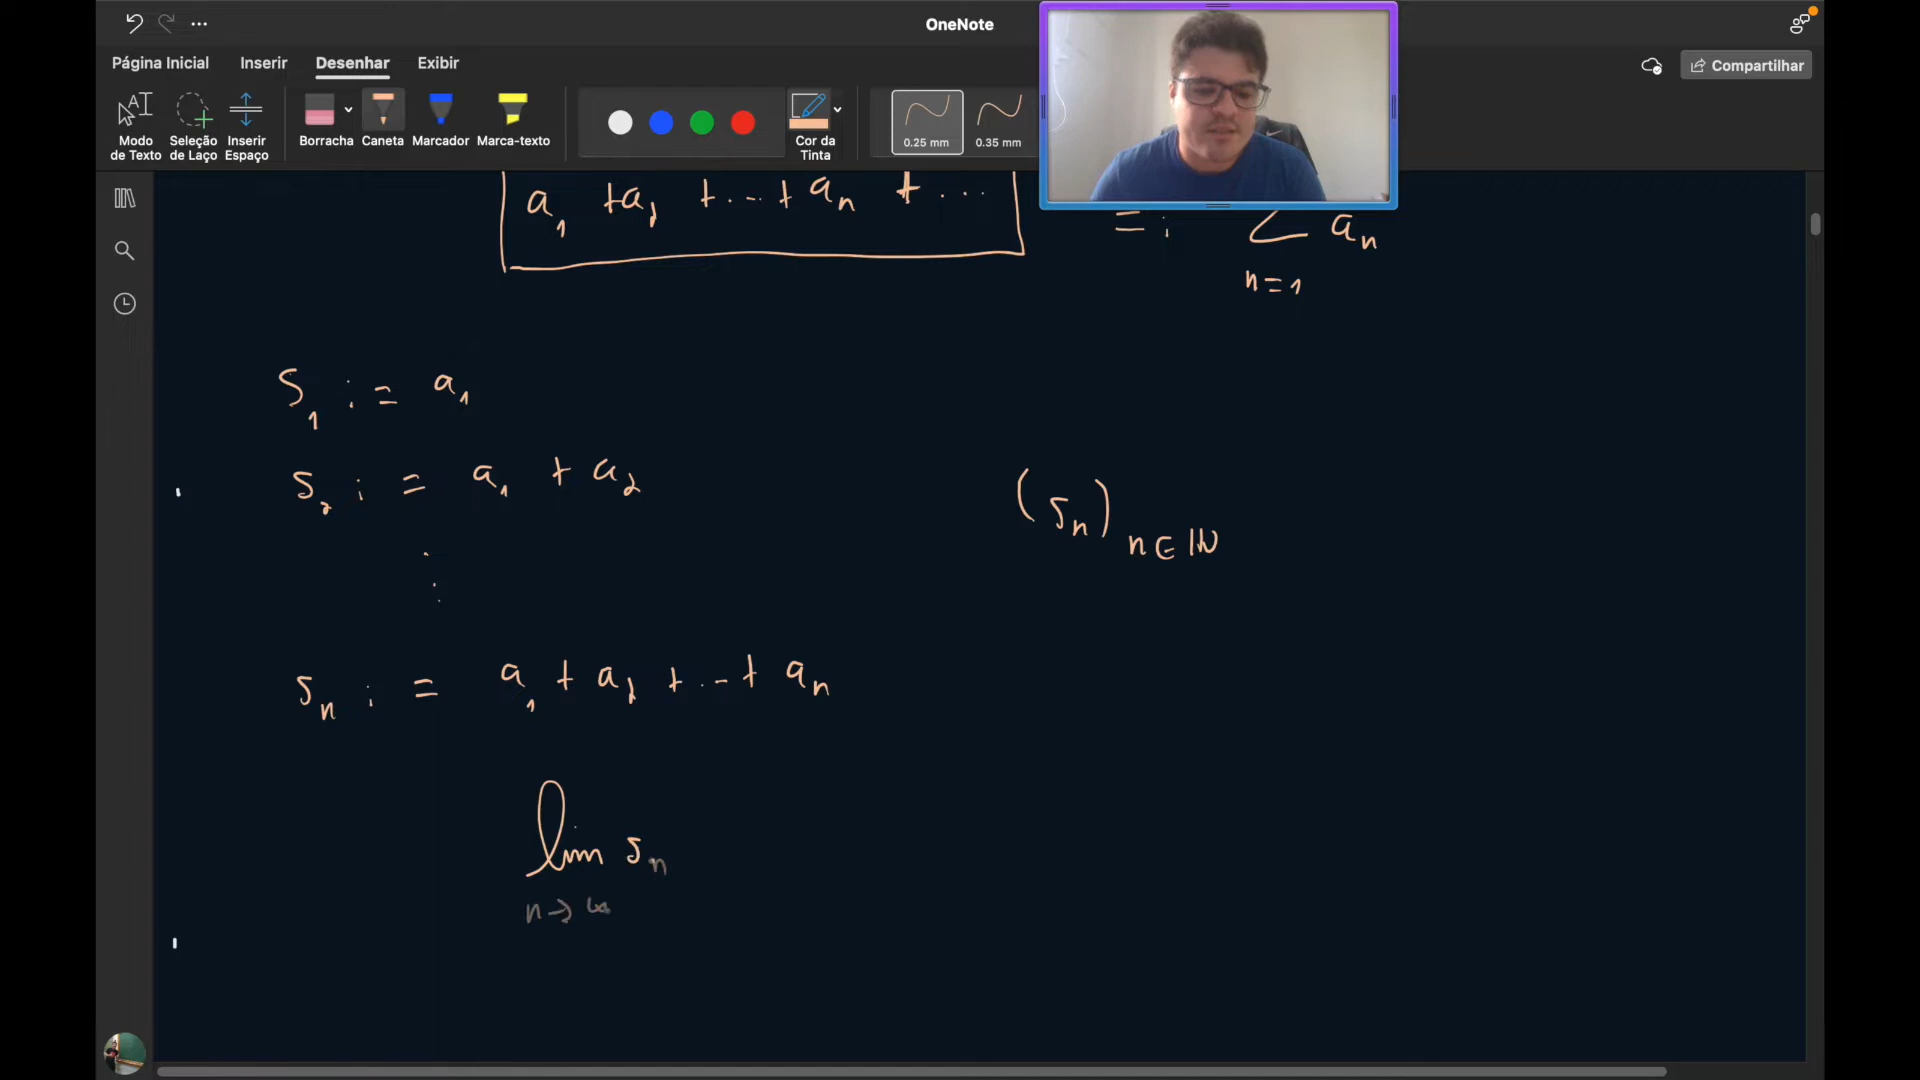 OneNote
Página Inicial Inserir Desenhar Exibir
Compartilhar
Modo de Texto
Seleção de Laço
Inserir Espaço
Borracha
Caneta
Marcador
Marca-texto
Cor da Tinta
0.25 mm
0.35 mm
a₁ + a₂ + ... + aₙ + ...
:= Σ aₙ
n=1
S₁ := a₁
S₂ := a₁ + a₂
⋮
(Sₙ) n∈ℕ
Sₙ := a₁ + a₂ + ... + aₙ
lim Sₙ
n→∞